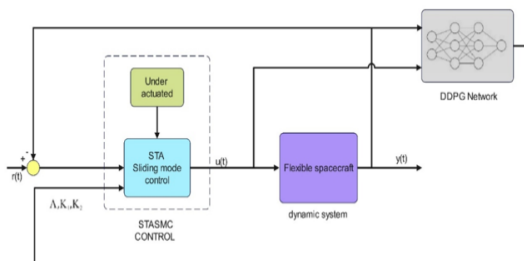 DDPG Network
Under
actuated
+
-
r(t)
STA
Sliding mode
control
u(t)
Flexible spacecraft
y(t)
Λ,K₁,K₂
dynamic system
STASMC
CONTROL